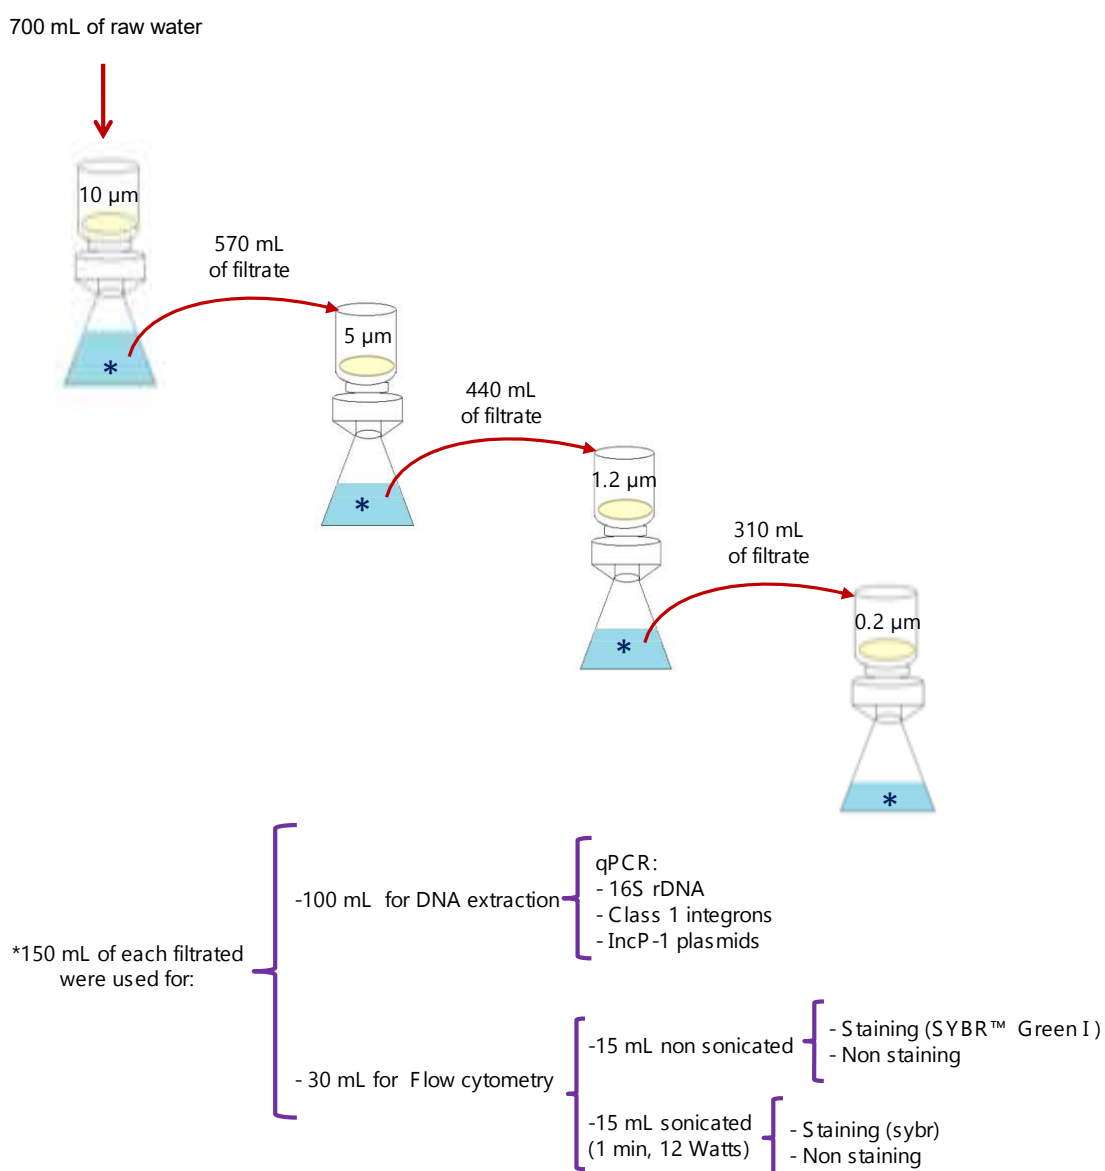 700 mL of raw water
10 µm
570 mL
of filtrate
5 µm
*
440 mL
of filtrate
1.2 µm
*
310 mL
of filtrate
0.2 µm
*
*
-100 mL for DNA extraction
qPCR:
- 16S rDNA
- Class 1 integrons
- IncP-1 plasmids
*150 mL of each filtrated
were used for:
- 30 mL for Flow cytometry
-15 mL non sonicated
- Staining (SYBR™ Green I)
- Non staining
-15 mL sonicated
(1 min, 12 Watts)
- Staining (sybr)
- Non staining